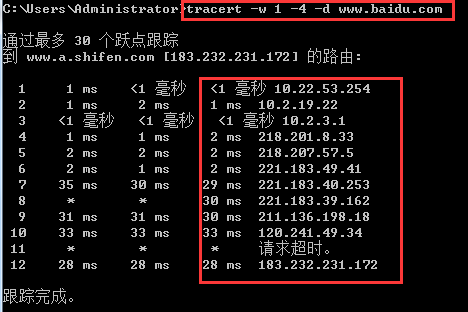 C:\Users\Administrator>tracert -w 1 -4 -d www.baidu.com
通过最多 30 个跃点跟踪
到 www.a.shifen.com [183.232.231.172] 的路由:
1 1 ms <1 毫秒 <1 毫秒 10.22.53.254
2 1 ms 2 ms 1 ms 10.2.19.22
3 <1 毫秒 <1 毫秒 <1 毫秒 10.2.3.1
4 1 ms 1 ms 2 ms 218.201.8.33
5 2 ms 2 ms 2 ms 218.207.57.5
6 2 ms 1 ms 2 ms 221.183.49.41
7 35 ms 30 ms 29 ms 221.183.40.253
8 * * 30 ms 221.183.39.162
9 31 ms 31 ms 30 ms 211.136.198.18
10 33 ms 33 ms 33 ms 120.241.49.34
11 * * * 请求超时。
12 28 ms 28 ms 28 ms 183.232.231.172
跟踪完成。